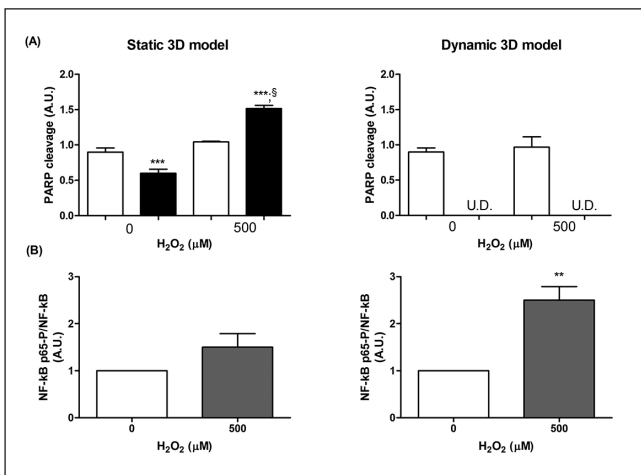 (A)
Static 3D model
Dynamic 3D model
PARP cleavage (A.U.)
2.0
1.5
1.0
0.5
0.0
***
***;§
0
500
H₂O₂ (µM)
PARP cleavage (A.U.)
2.0
1.5
1.0
0.5
0.0
U.D.
U.D.
0
500
H₂O₂ (µM)
(B)
NF-kB p65-P/NF-kB
(A.U.)
3
2
1
0
0
500
H₂O₂ (µM)
NF-kB p65-P/NF-kB
(A.U.)
3
2
1
0
**
0
500
H₂O₂ (µM)